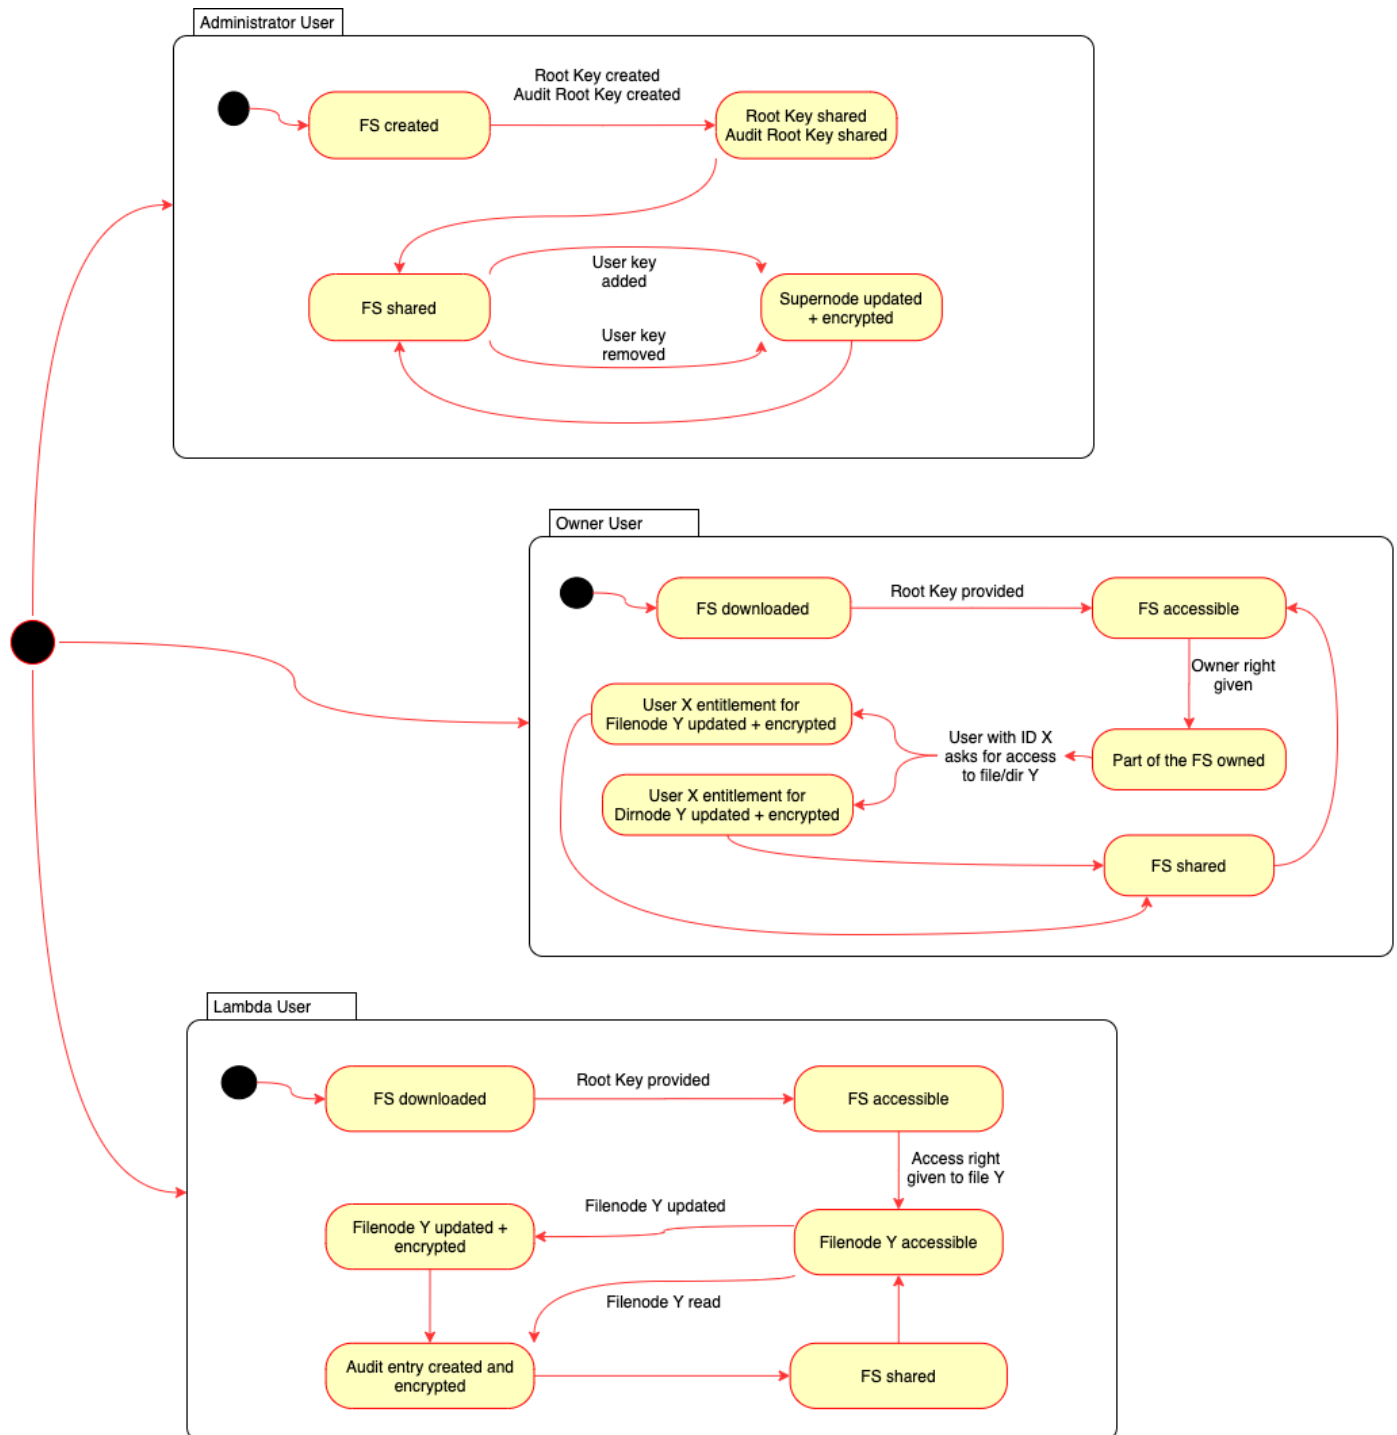 Administrator User
Root Key created
Audit Root Key created
FS created
Root Key shared
Audit Root Key shared
User key
added
FS shared
Supernode updated
+ encrypted
User key
removed
Owner User
FS downloaded
Root Key provided
FS accessible
Owner right
given
User X entitlement for
Filenode Y updated + encrypted
User with ID X
asks for access
to file/dir Y
Part of the FS owned
User X entitlement for
Dirnode Y updated + encrypted
FS shared
Lambda User
FS downloaded
Root Key provided
FS accessible
Access right
given to file Y
Filenode Y updated
Filenode Y updated +
encrypted
Filenode Y accessible
Filenode Y read
Audit entry created and
encrypted
FS shared